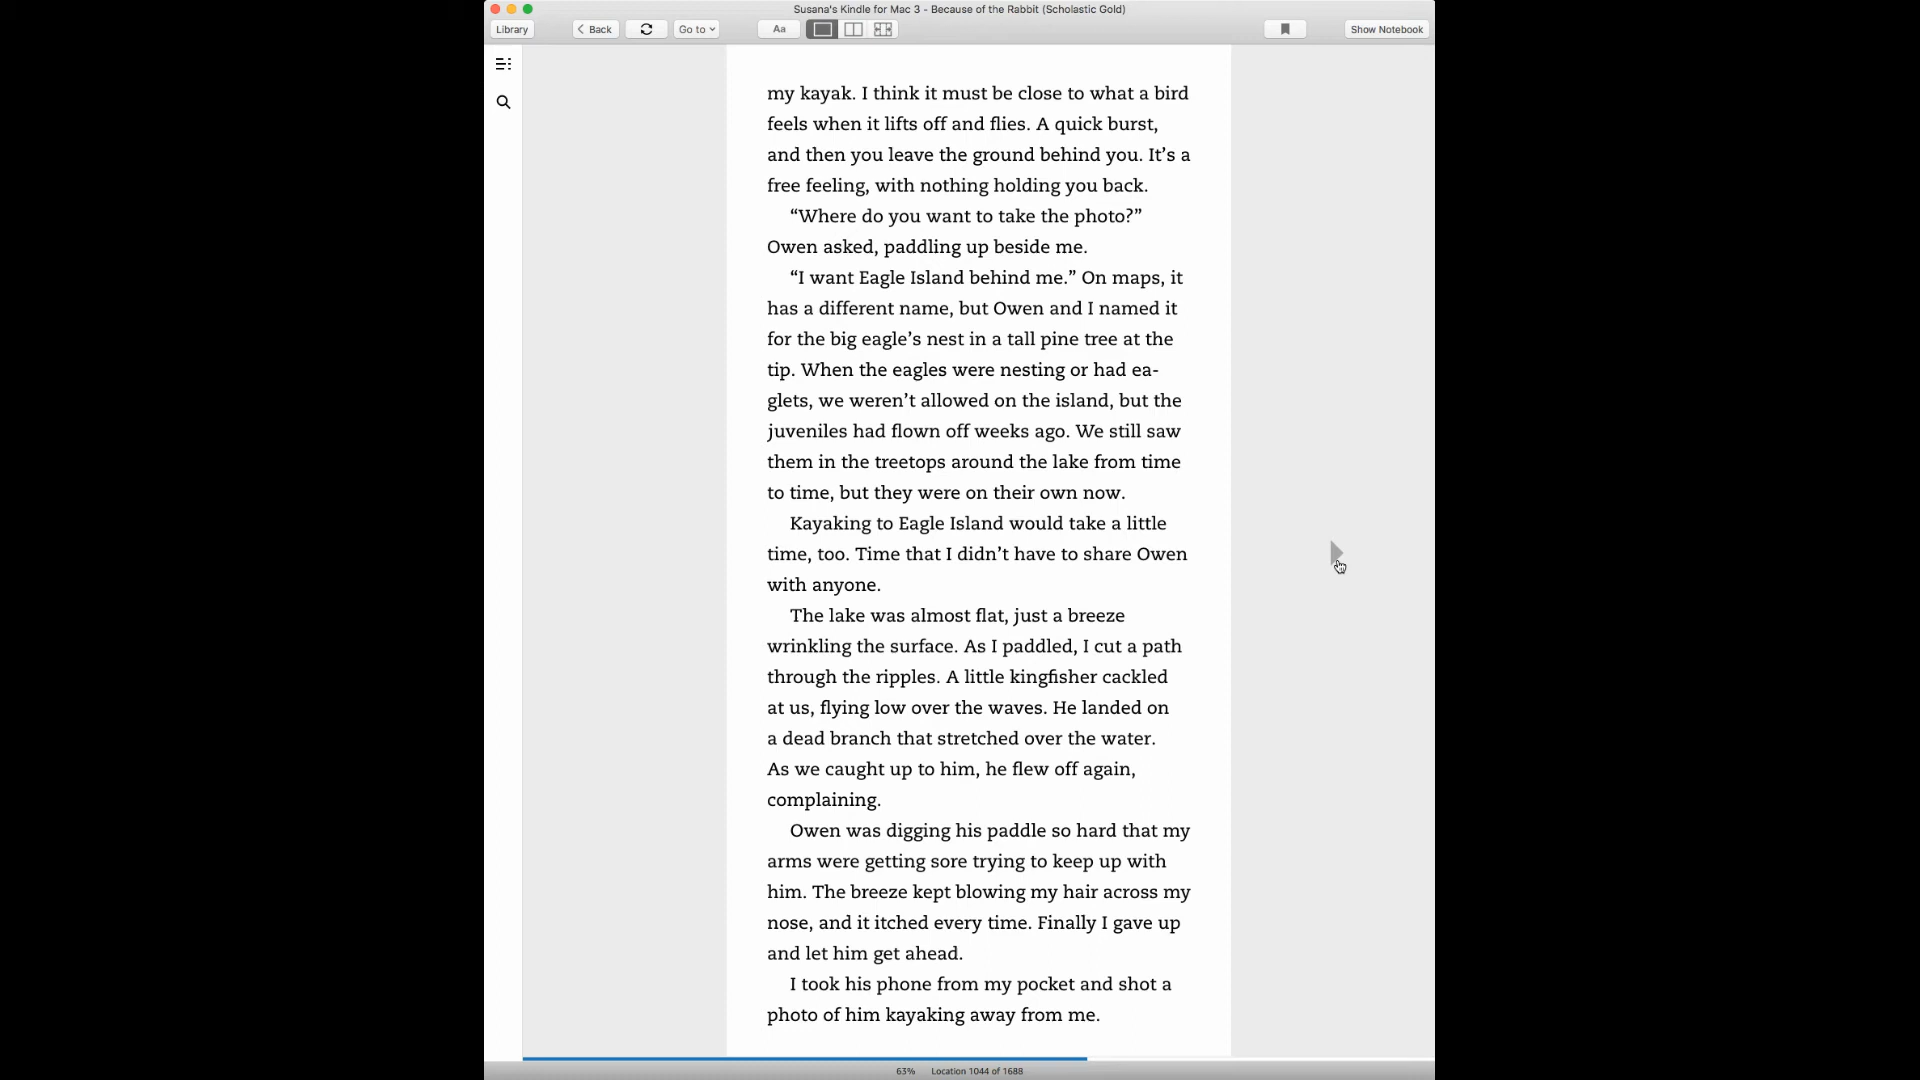 Susana's Kindle for Mac 3 - Because of the Rabbit (Scholastic Gold)
Library
Back
Go to
Aa
Show Notebook
my kayak. I think it must be close to what a bird
feels when it lifts off and flies. A quick burst,
and then you leave the ground behind you. It’s a
free feeling, with nothing holding you back.
“Where do you want to take the photo?”
Owen asked, paddling up beside me.
“I want Eagle Island behind me.” On maps, it
has a different name, but Owen and I named it
for the big eagle’s nest in a tall pine tree at the
tip. When the eagles were nesting or had ea-
glets, we weren’t allowed on the island, but the
juveniles had flown off weeks ago. We still saw
them in the treetops around the lake from time
to time, but they were on their own now.
Kayaking to Eagle Island would take a little
time, too. Time that I didn’t have to share Owen
with anyone.
The lake was almost flat, just a breeze
wrinkling the surface. As I paddled, I cut a path
through the ripples. A little kingfisher cackled
at us, flying low over the waves. He landed on
a dead branch that stretched over the water.
As we caught up to him, he flew off again,
complaining.
Owen was digging his paddle so hard that my
arms were getting sore trying to keep up with
him. The breeze kept blowing my hair across my
nose, and it itched every time. Finally I gave up
and let him get ahead.
I took his phone from my pocket and shot a
photo of him kayaking away from me.
63% Location 1044 of 1688